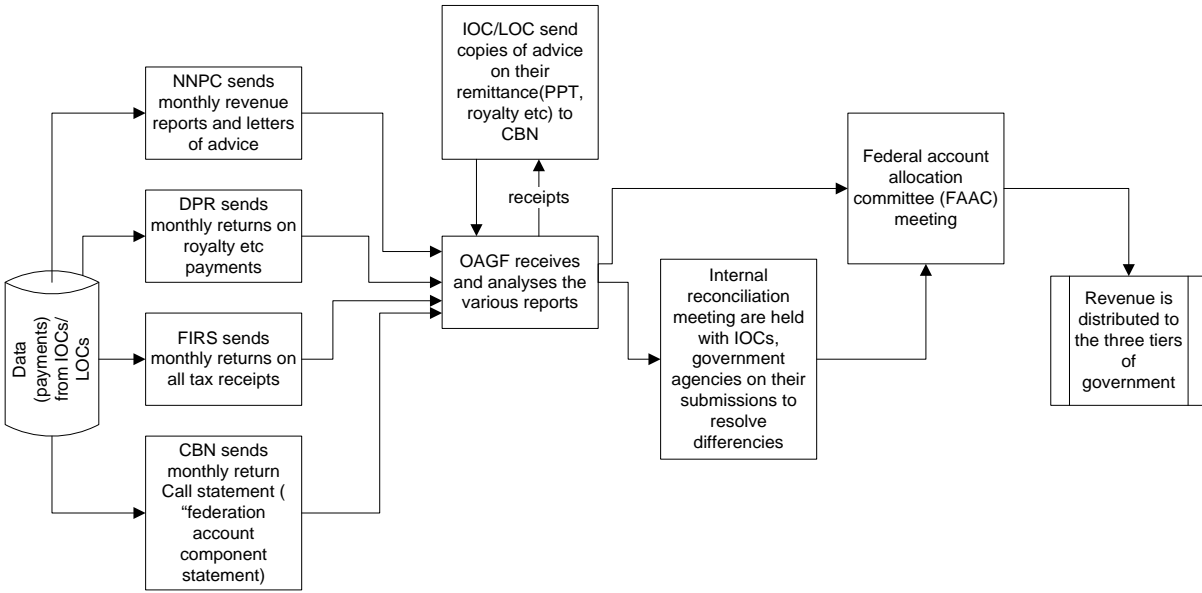 Data
(payments)
from IOCs/
LOCs
NNPC sends
monthly revenue
reports and letters
of advice
DPR sends
monthly returns on
royalty etc
payments
FIRS sends
monthly returns on
all tax receipts
CBN sends
monthly return
Call statement (
“federation
account
component
statement)
IOC/LOC send
copies of advice
on their
remittance(PPT,
royalty etc) to
CBN
receipts
OAGF receives
and analyses the
various reports
Internal
reconciliation
meeting are held
with IOCs,
government
agencies on their
submissions to
resolve
differencies
Federal account
allocation
committee (FAAC)
meeting
Revenue is
distributed to
the three tiers
of
government